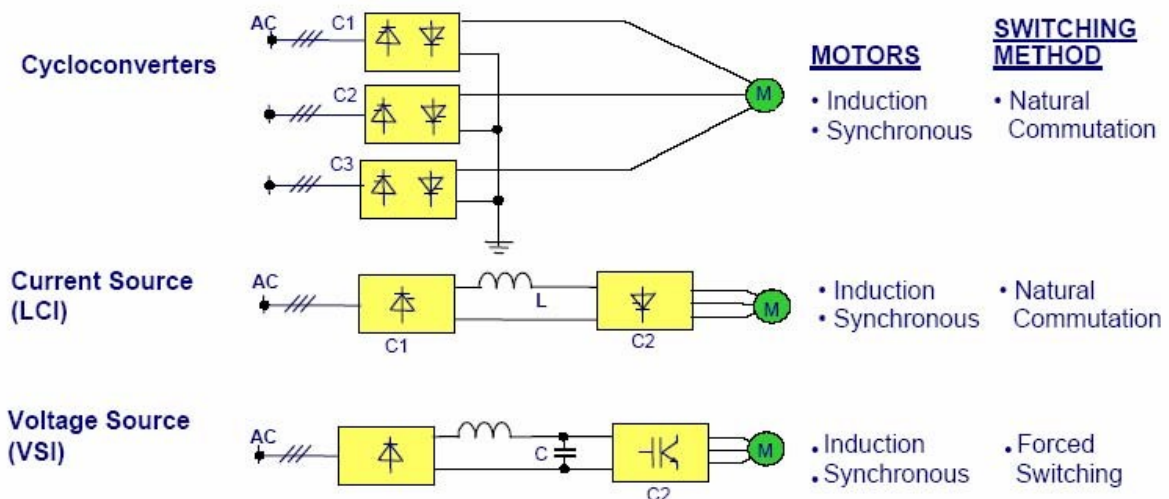 AC
C1
Cycloconverters
C2
C3
M
MOTORS
SWITCHING
METHOD
• Induction
• Synchronous
• Natural
Commutation
Current Source
(LCI)
AC
C1
L
C2
M
• Induction
• Synchronous
• Natural
Commutation
Voltage Source
(VSI)
AC
C
C2
M
• Induction
• Synchronous
• Forced
Switching